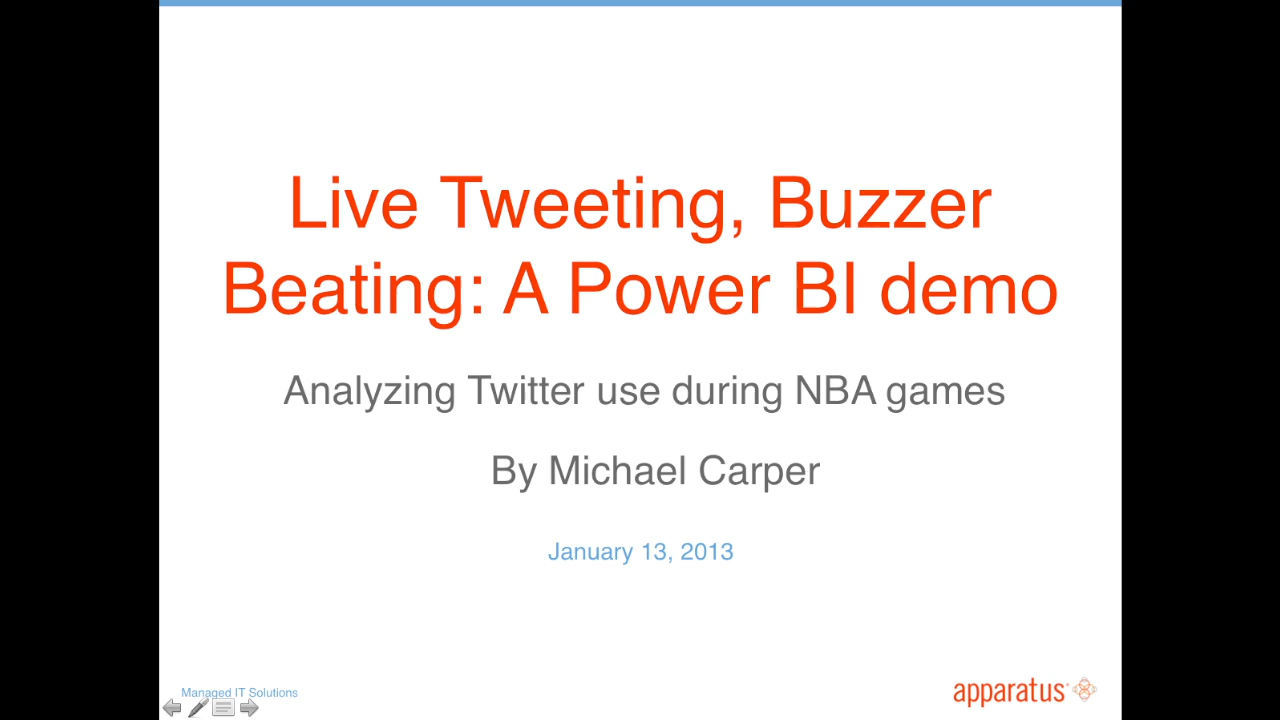 Live Tweeting, Buzzer
Beating: A Power BI demo
Analyzing Twitter use during NBA games
By Michael Carper
January 13, 2013
Managed IT Solutions
apparatus